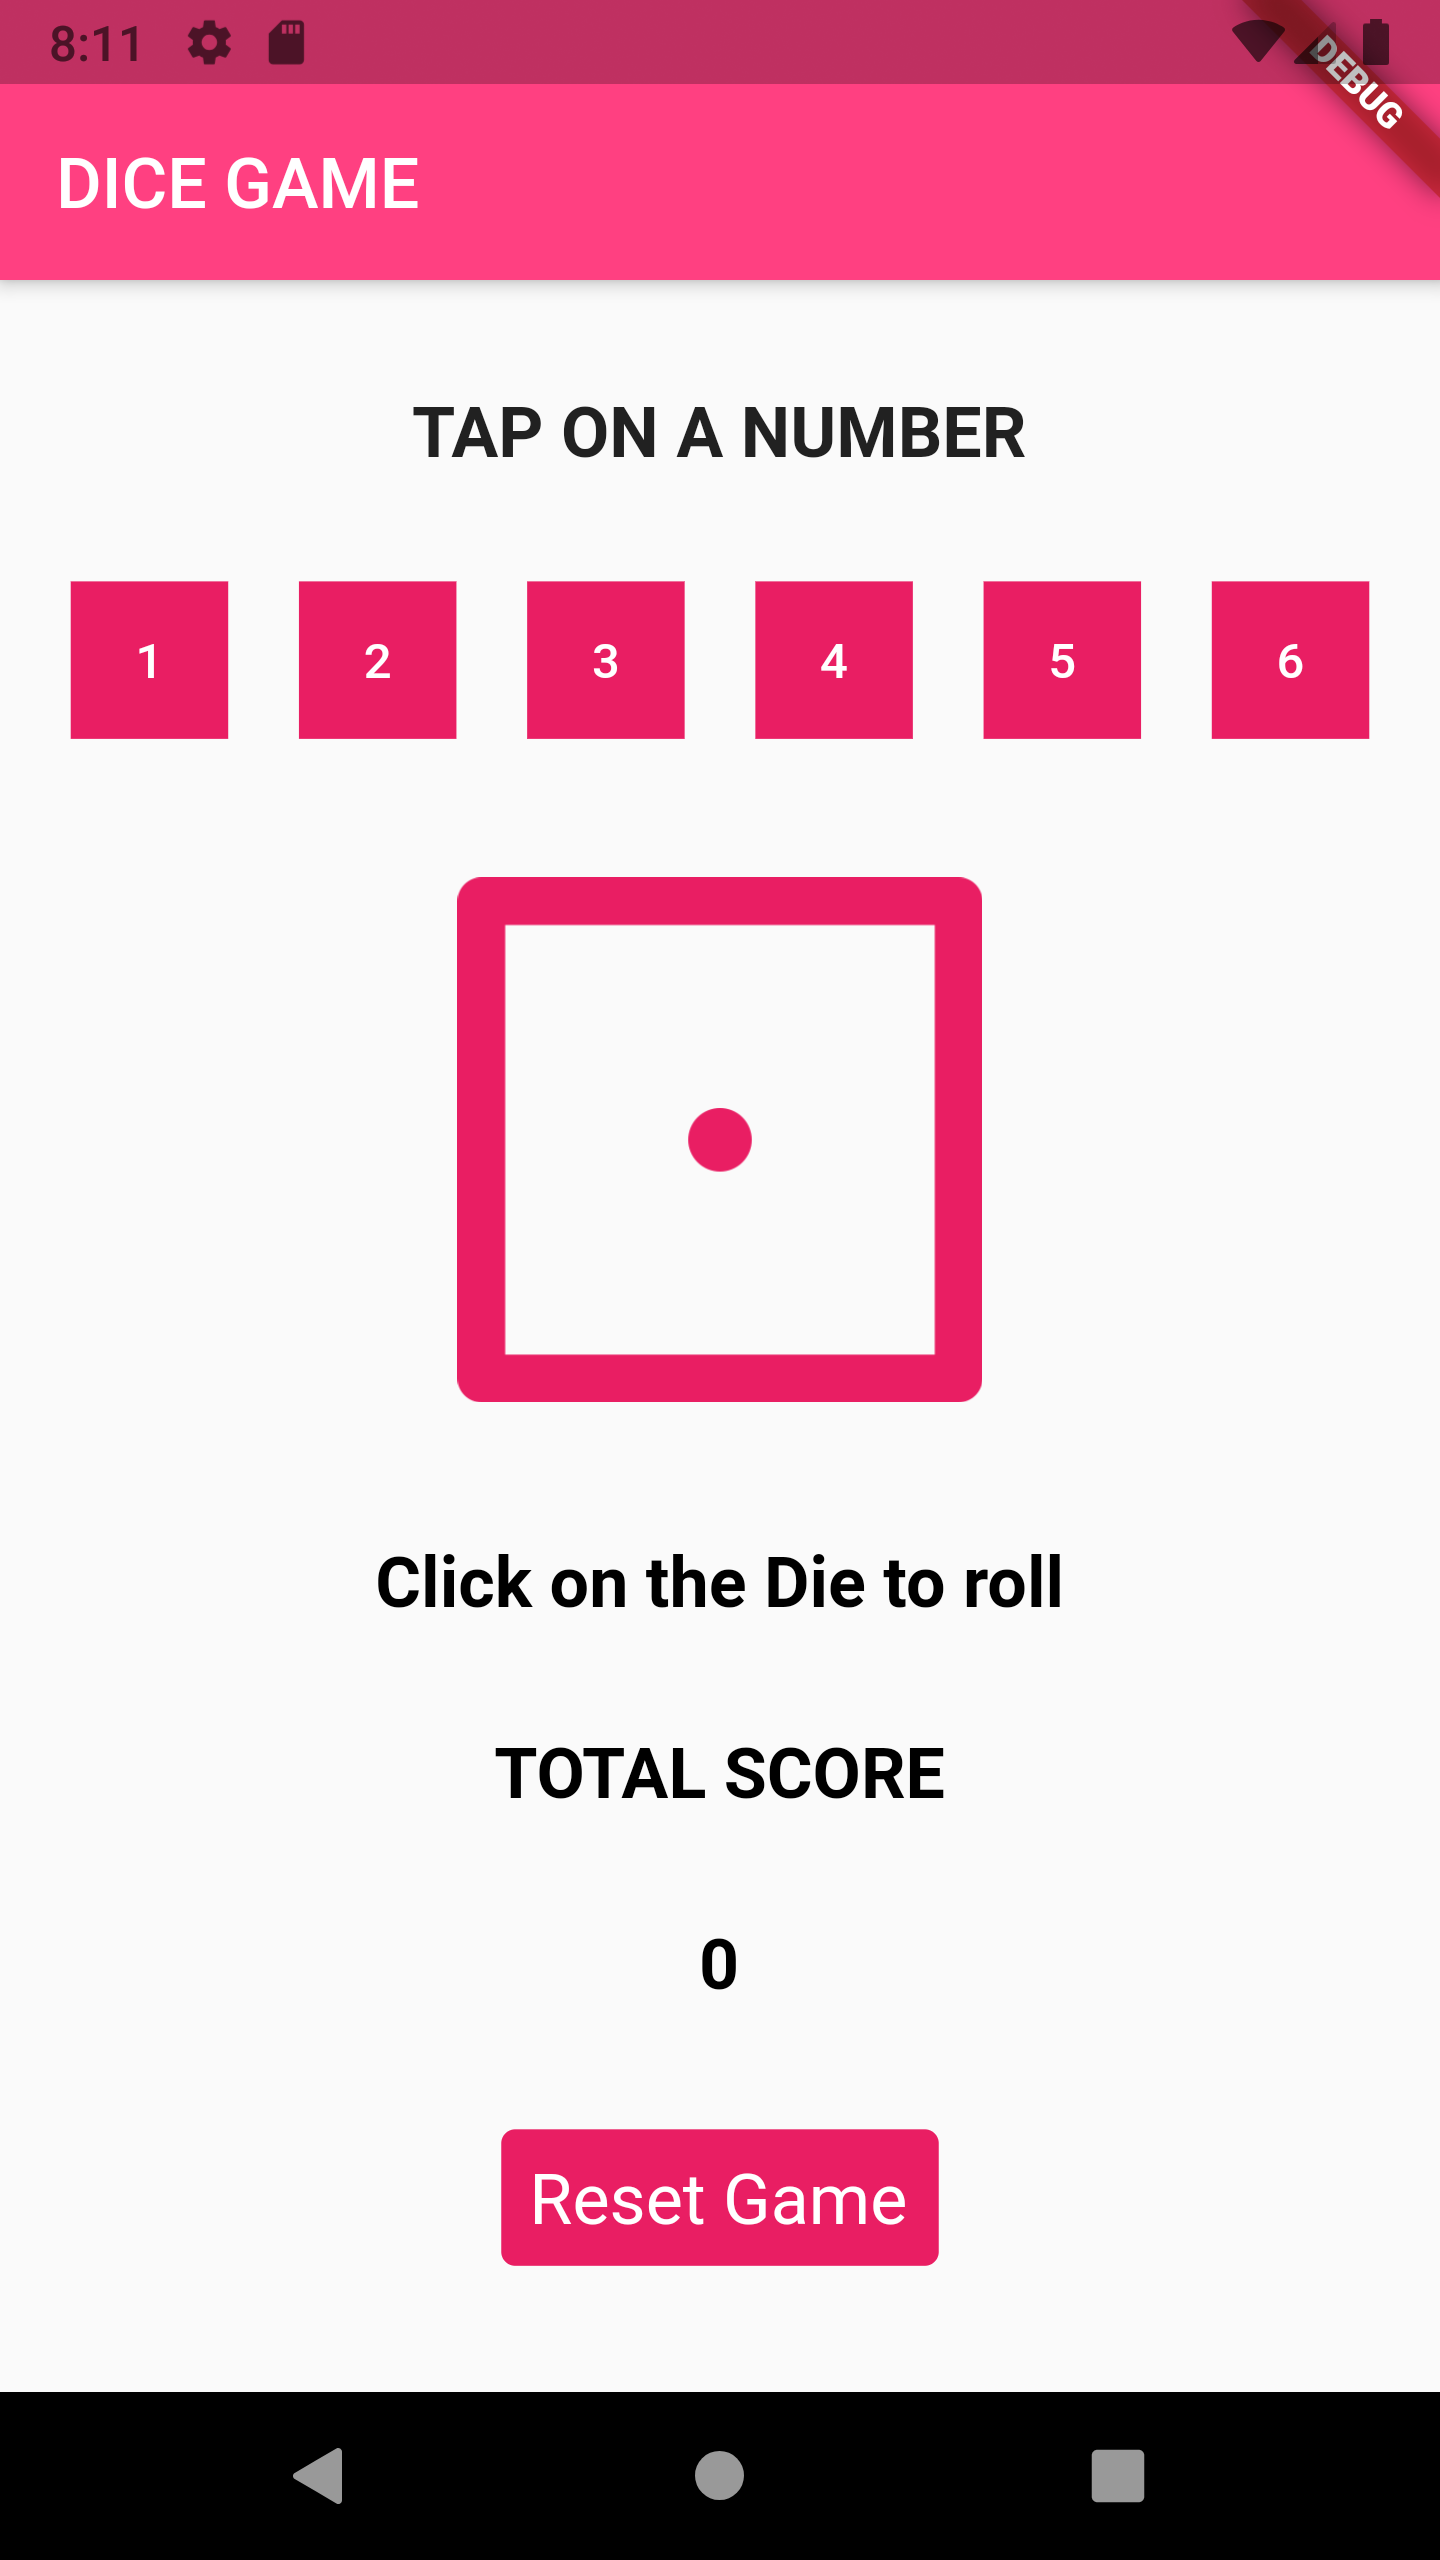 8:11
DEBUG
DICE GAME
TAP ON A NUMBER
1 2 3 4 5 6
Click on the Die to roll
TOTAL SCORE
0
Reset Game